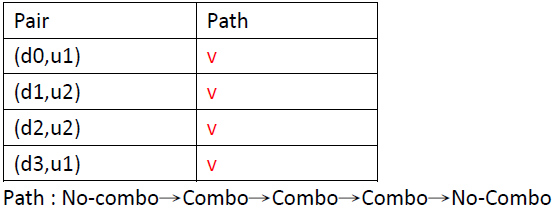 Pair Path
(d0,u1) v
(d1,u2) v
(d2,u2) v
(d3,u1) v
Path : No-combo→Combo→Combo→Combo→No-Combo